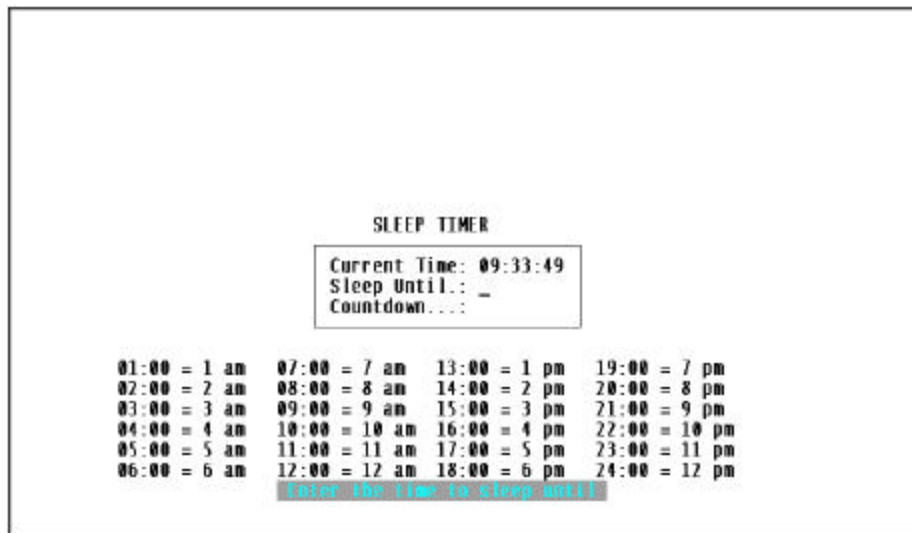 SLEEP TIMER
Current Time: 09:33:49
Sleep Until.: _
Countdown...:
01:00 = 1 am 07:00 = 7 am 13:00 = 1 pm 19:00 = 7 pm
02:00 = 2 am 08:00 = 8 am 14:00 = 2 pm 20:00 = 8 pm
03:00 = 3 am 09:00 = 9 am 15:00 = 3 pm 21:00 = 9 pm
04:00 = 4 am 10:00 = 10 am 16:00 = 4 pm 22:00 = 10 pm
05:00 = 5 am 11:00 = 11 am 17:00 = 5 pm 23:00 = 11 pm
06:00 = 6 am 12:00 = 12 am 18:00 = 6 pm 24:00 = 12 pm
Enter the time to sleep until